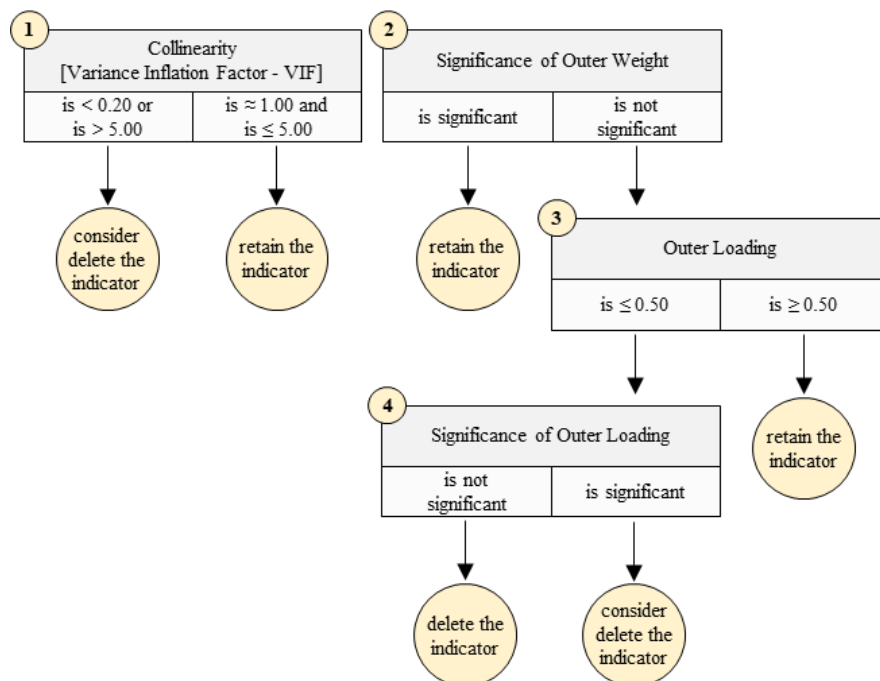 1
Collinearity
[Variance Inflation Factor - VIF]
is < 0.20 or
is > 5.00
is ≈ 1.00 and
is ≤ 5.00
consider
delete the
indicator
retain the
indicator
2
Significance of Outer Weight
is significant
is not
significant
retain the
indicator
3
Outer Loading
is ≤ 0.50
is ≥ 0.50
retain the
indicator
4
Significance of Outer Loading
is not
significant
is significant
delete the
indicator
consider
delete the
indicator